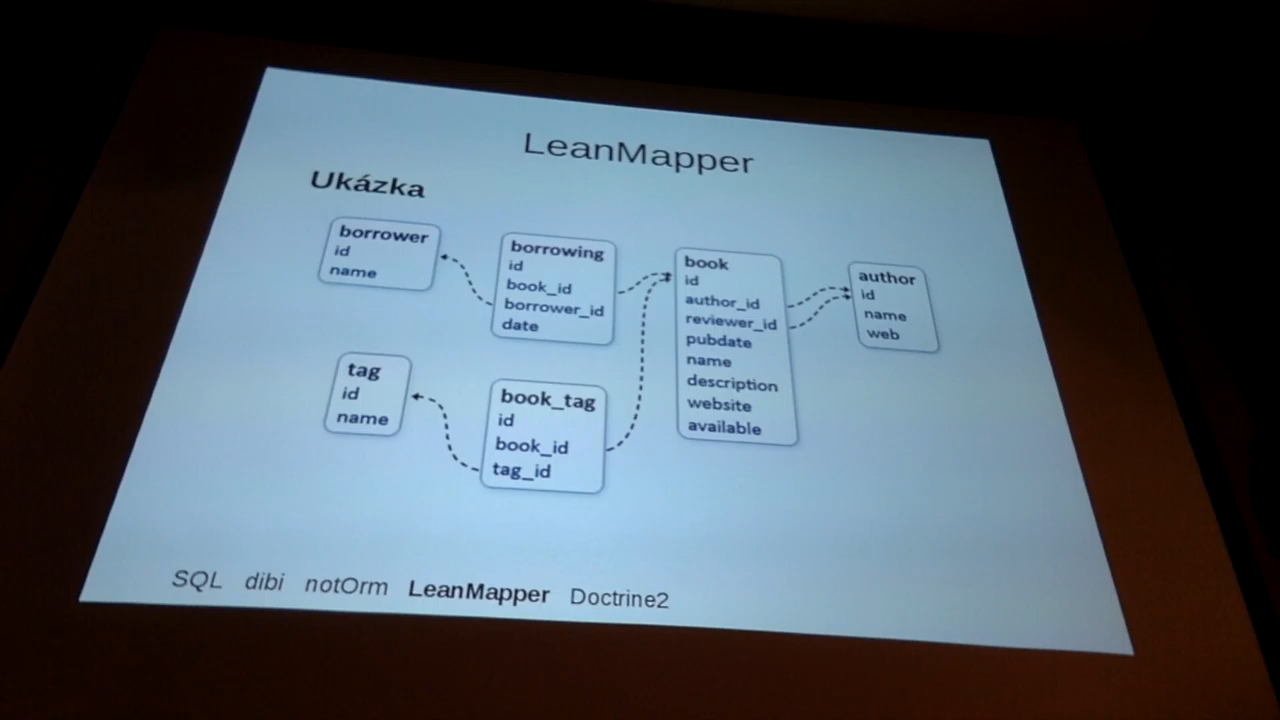 LeanMapper
Ukázka
borrower
id
name
borrowing
id
book_id
borrower_id
date
book
id
author_id
reviewer_id
pubdate
name
description
website
available
author
id
name
web
tag
id
name
book_tag
id
book_id
tag_id
SQL dibi notOrm LeanMapper Doctrine2